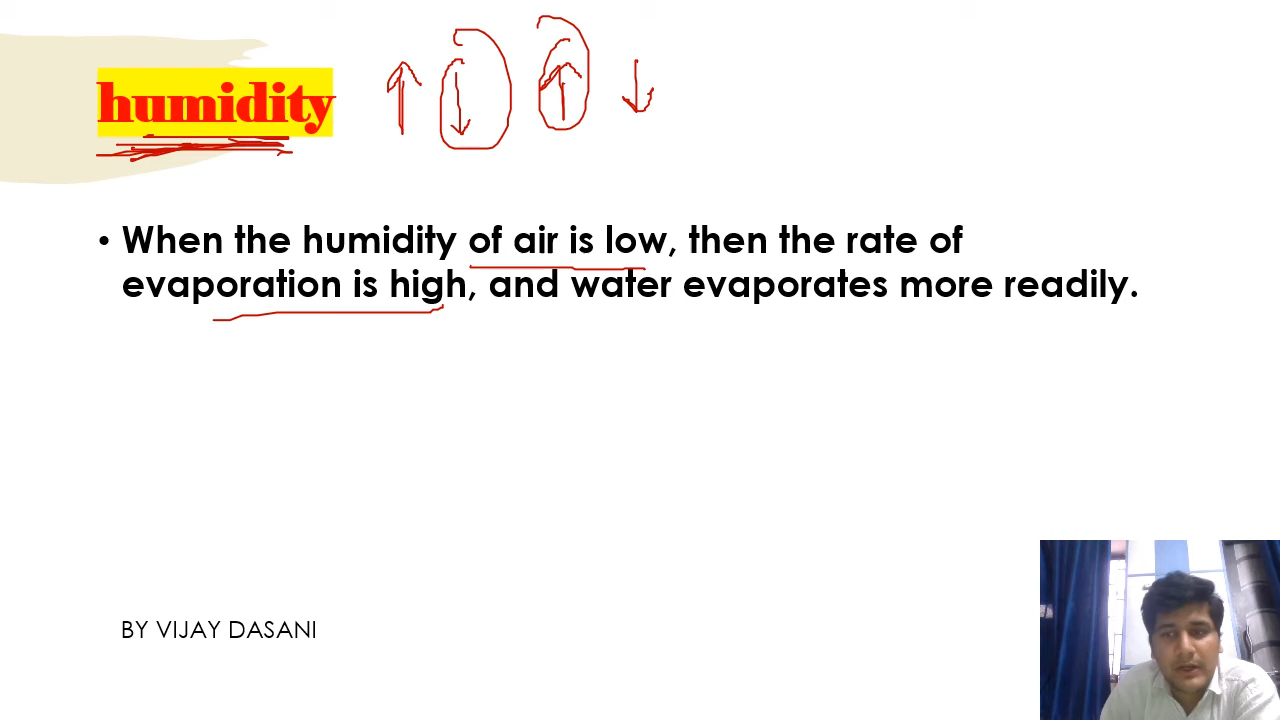 humidity
• When the humidity of air is low, then the rate of
evaporation is high, and water evaporates more readily.
BY VIJAY DASANI